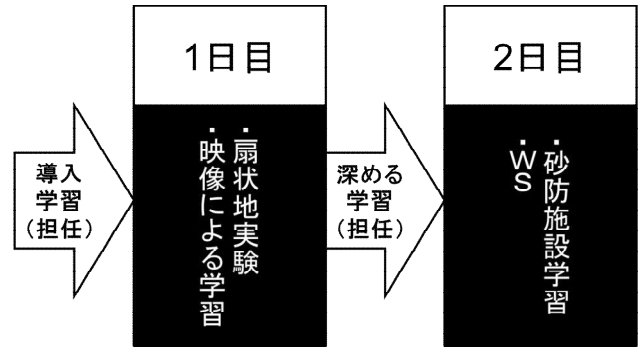 導入
学習
（担任）
1日目
・扇状地実験
・映像による学習
深める
学習
（担任）
2日目
・砂防施設学習
・WS